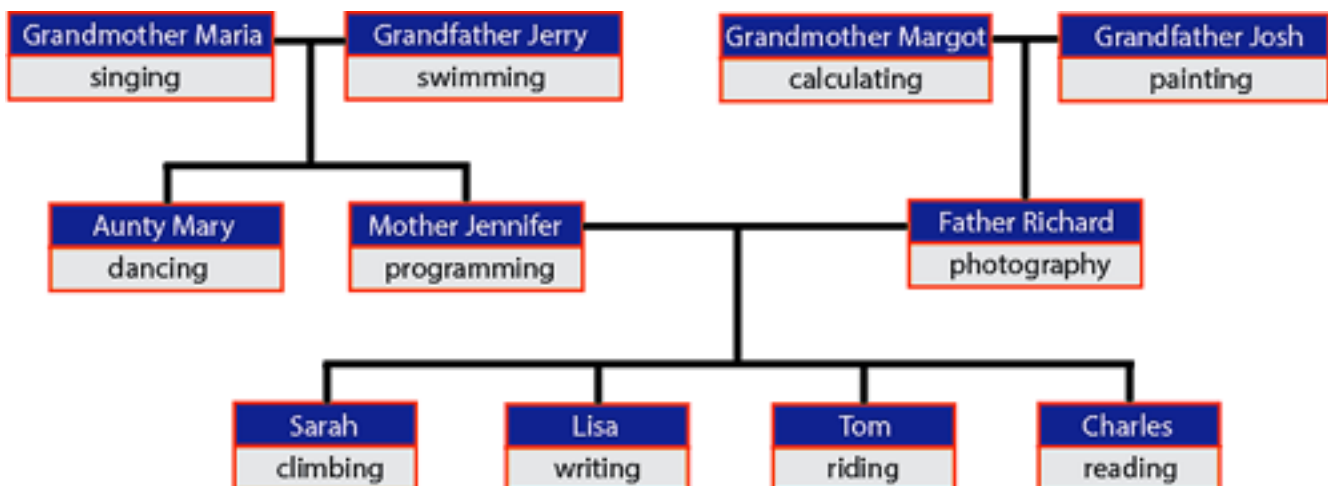 Grandmother Maria
singing
Grandfather Jerry
swimming
Grandmother Margot
calculating
Grandfather Josh
painting
Aunty Mary
dancing
Mother Jennifer
programming
Father Richard
photography
Sarah
climbing
Lisa
writing
Tom
riding
Charles
reading